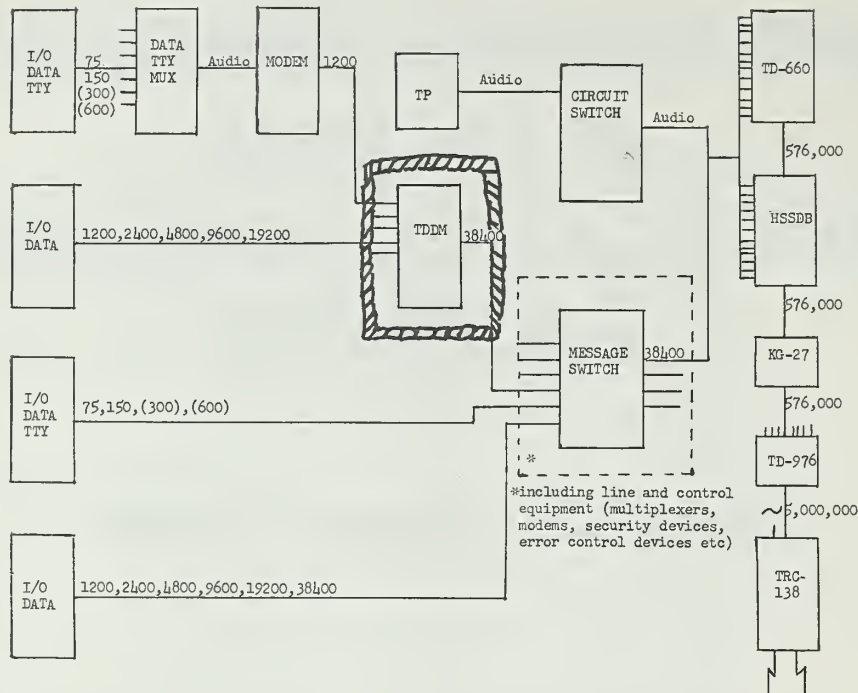 I/O
DATA
TTY
75
150
(300)
(600)
DATA
TTY
MUX
Audio
MODEM
1200
TP
Audio
CIRCUIT
SWITCH
Audio
TD-660
576,000
HSSDB
576,000
KG-27
576,000
TD-976
~5,000,000
TRC-
138
I/O
DATA
1200,2400,4800,9600,19200
TDDM
38400
MESSAGE
SWITCH
38400
*
*including line and control
equipment (multiplexers,
modems, security devices,
error control devices etc)
I/O
DATA
TTY
75,150,(300),(600)
I/O
DATA
1200,2400,4800,9600,19200,38400